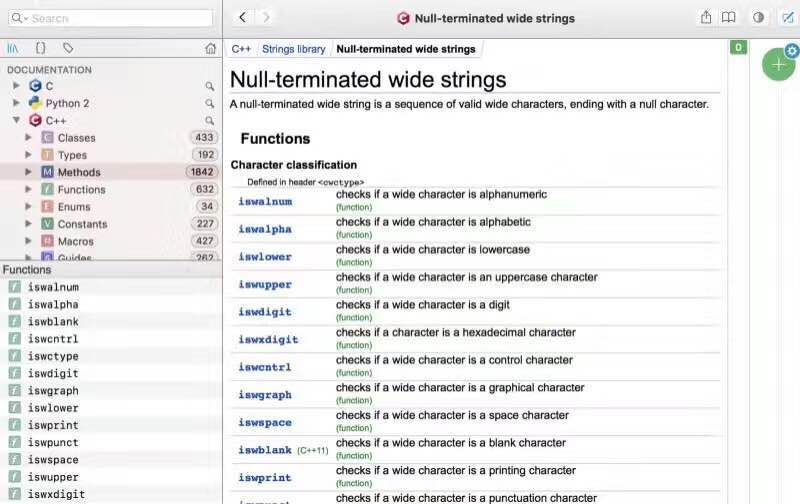 Search
Null-terminated wide strings
DOCUMENTATION
C
Python 2
C++
Classes 433
Types 192
Methods 1842
Functions 632
Enums 34
Constants 227
Macros 427
Guides 262
Functions
iswalnum
iswalpha
iswblank
iswcntrl
iswctype
iswdigit
iswgraph
iswlower
iswprint
iswpunct
iswspace
iswupper
iswxdigit
C++ Strings library Null-terminated wide strings
0
Null-terminated wide strings
A null-terminated wide string is a sequence of valid wide characters, ending with a null character.
Functions
Character classification
Defined in header <cwctype>
iswalnum checks if a wide character is alphanumeric
(function)
iswalpha checks if a wide character is alphabetic
(function)
iswlower checks if a wide character is lowercase
(function)
iswupper checks if a wide character is an uppercase character
(function)
iswdigit checks if a wide character is a digit
(function)
iswxdigit checks if a character is a hexadecimal character
(function)
iswcntrl checks if a wide character is a control character
(function)
iswgraph checks if a wide character is a graphical character
(function)
iswspace checks if a wide character is a space character
(function)
iswblank (C++11) checks if a wide character is a blank character
(function)
iswprint checks if a wide character is a printing character
(function)
checks if a wide character is a punctuation character